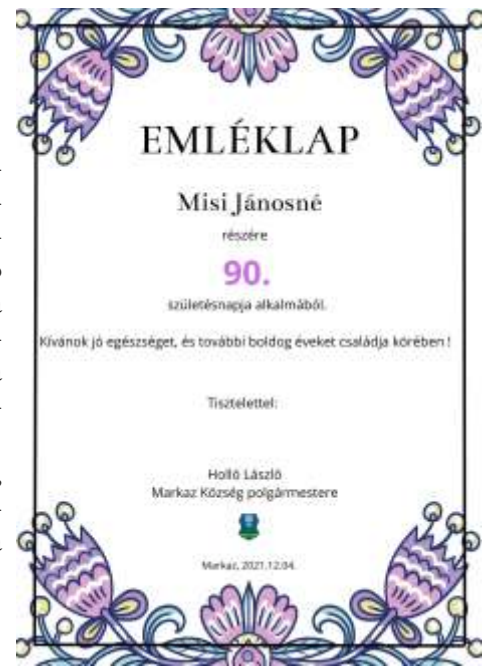 EMLÉKLAP
Misi Jánosné
részére
90.
születésnapja alkalmából.
Kívánok jó egészséget, és további boldog éveket családja körében !
Tisztelettel:
Holló László
Markaz Község polgármestere
Markaz, 2021.12.04.